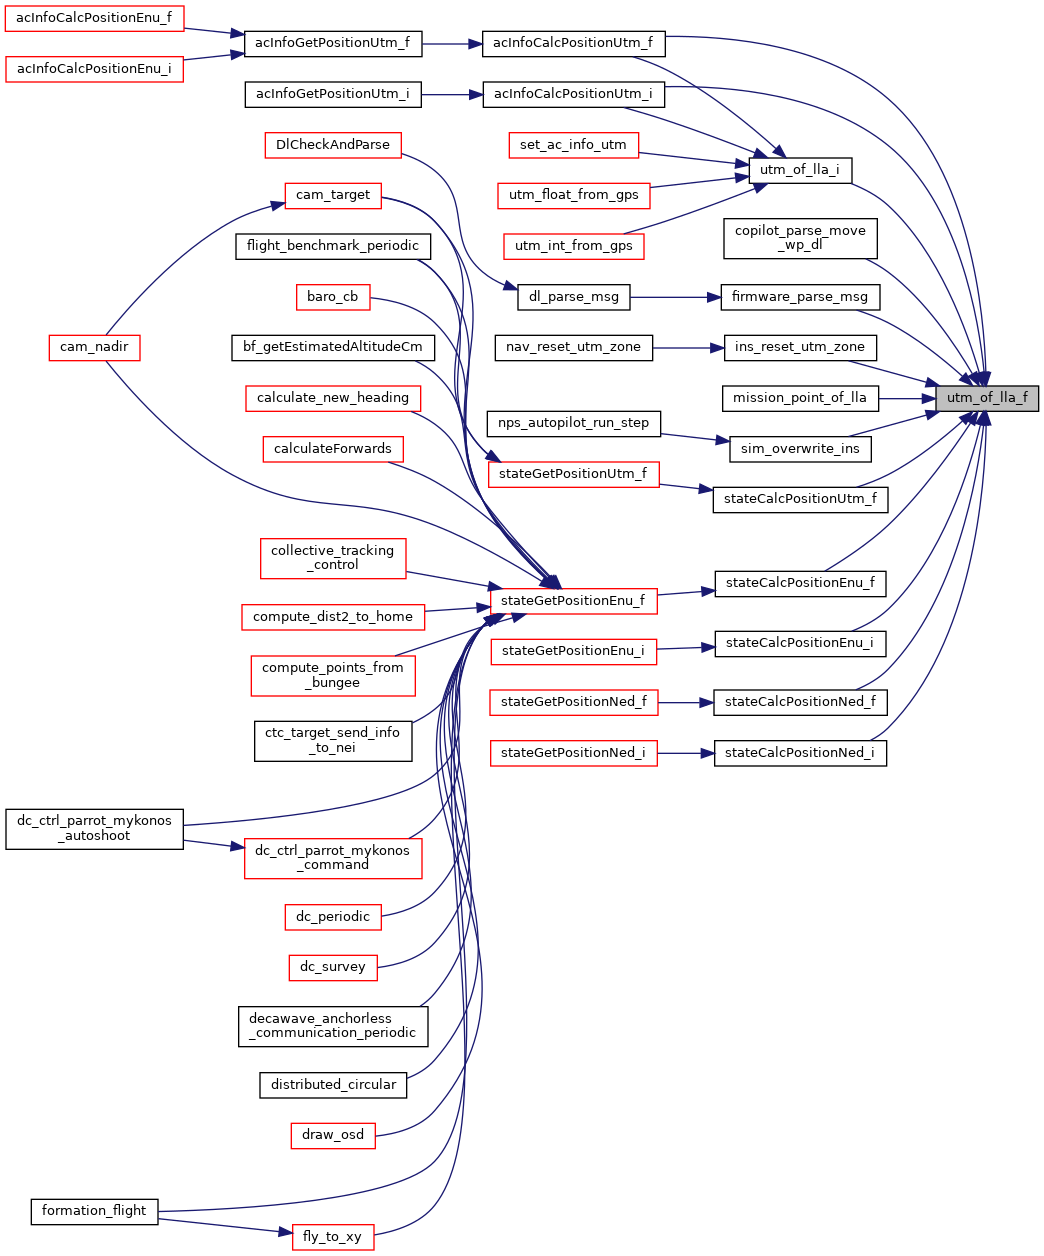 acInfoCalcPositionEnu_f
acInfoCalcPositionEnu_i
acInfoGetPositionUtm_f
acInfoGetPositionUtm_i
acInfoCalcPositionUtm_f
acInfoCalcPositionUtm_i
DlCheckAndParse
set_ac_info_utm
utm_of_lla_i
cam_target
utm_float_from_gps
flight_benchmark_periodic
utm_int_from_gps
copilot_parse_move
_wp_dl
baro_cb
dl_parse_msg
firmware_parse_msg
cam_nadir
bf_getEstimatedAltitudeCm
nav_reset_utm_zone
ins_reset_utm_zone
calculate_new_heading
mission_point_of_lla
utm_of_lla_f
nps_autopilot_run_step
calculateForwards
sim_overwrite_ins
stateGetPositionUtm_f
stateCalcPositionUtm_f
collective_tracking
_control
stateGetPositionEnu_f
stateCalcPositionEnu_f
compute_dist2_to_home
stateGetPositionEnu_i
stateCalcPositionEnu_i
compute_points_from
_bungee
stateGetPositionNed_f
stateCalcPositionNed_f
ctc_target_send_info
_to_nei
stateGetPositionNed_i
stateCalcPositionNed_i
dc_ctrl_parrot_mykonos
_autoshoot
dc_ctrl_parrot_mykonos
_command
dc_periodic
dc_survey
decawave_anchorless
_communication_periodic
distributed_circular
draw_osd
formation_flight
fly_to_xy